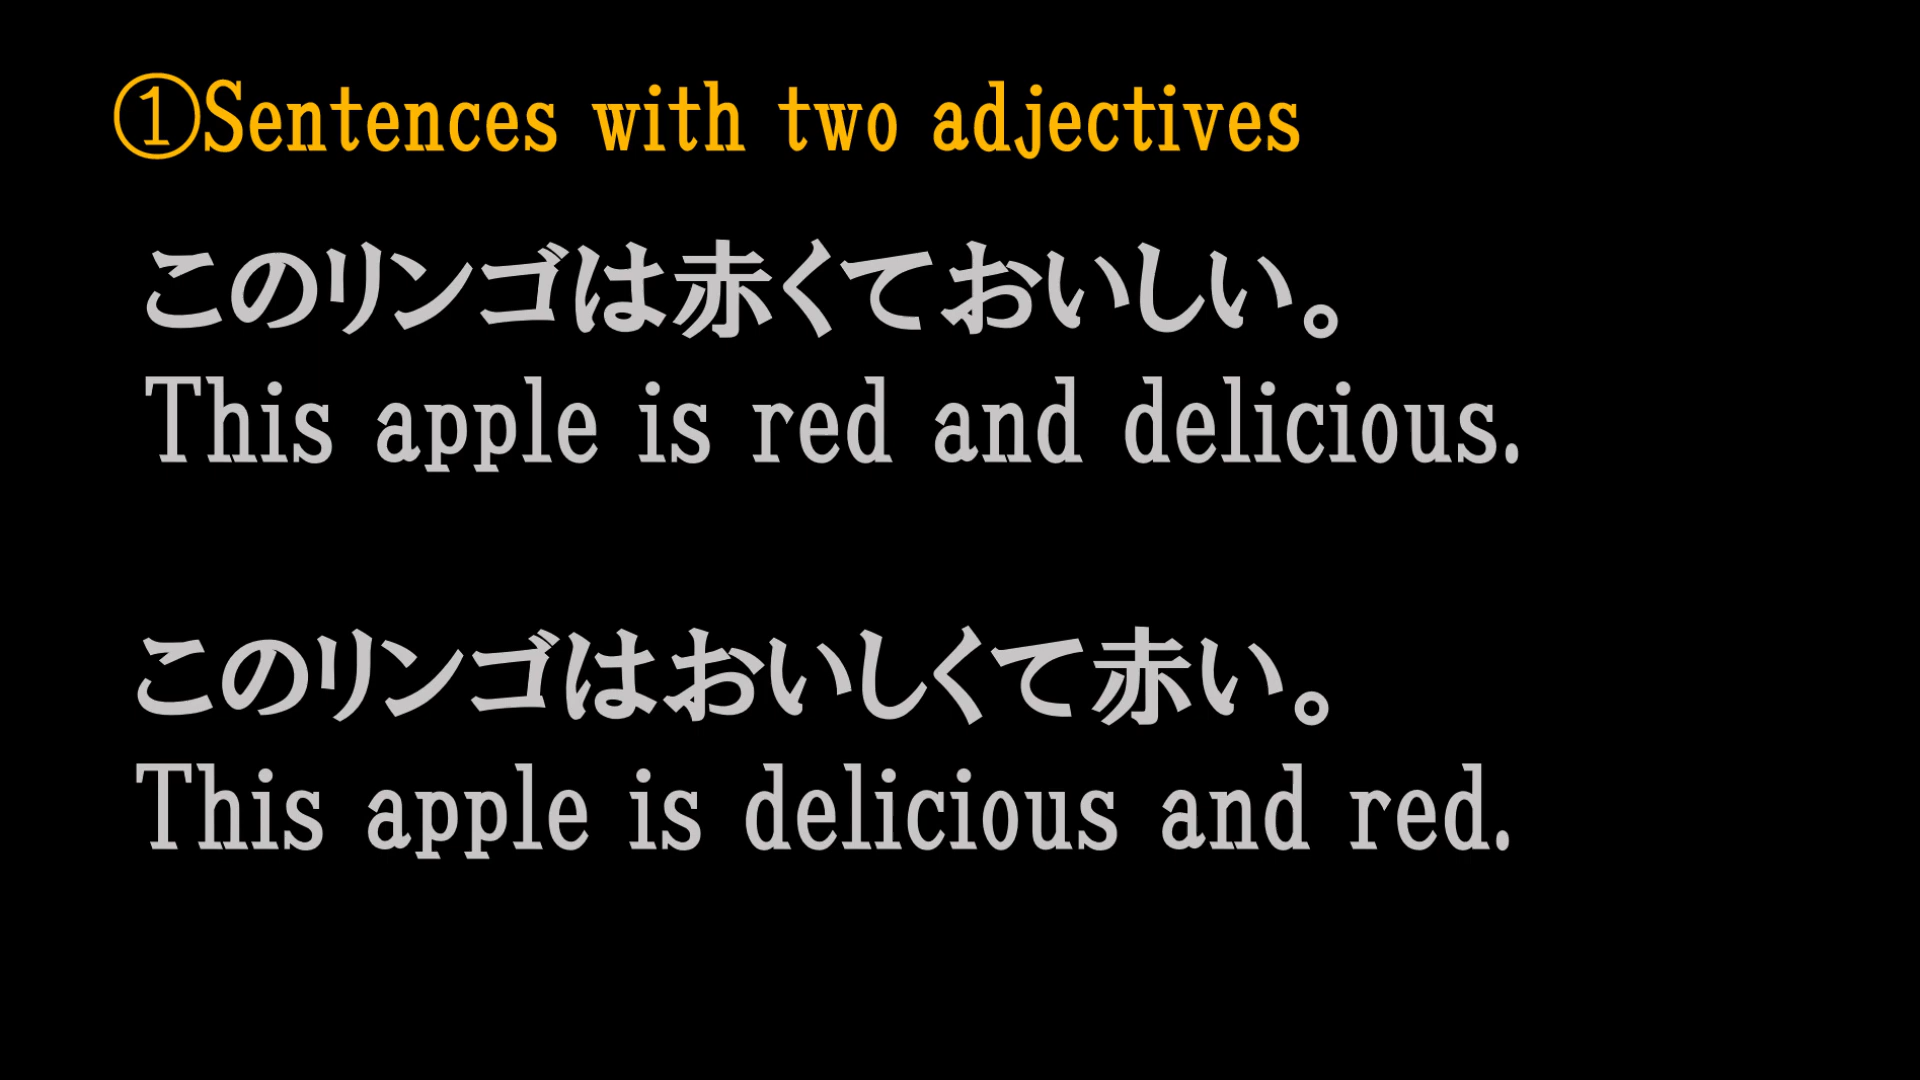 ①Sentences with two adjectives
このリンゴは赤くておいしい。
This apple is red and delicious.
このリンゴはおいしくて赤い。
This apple is delicious and red.